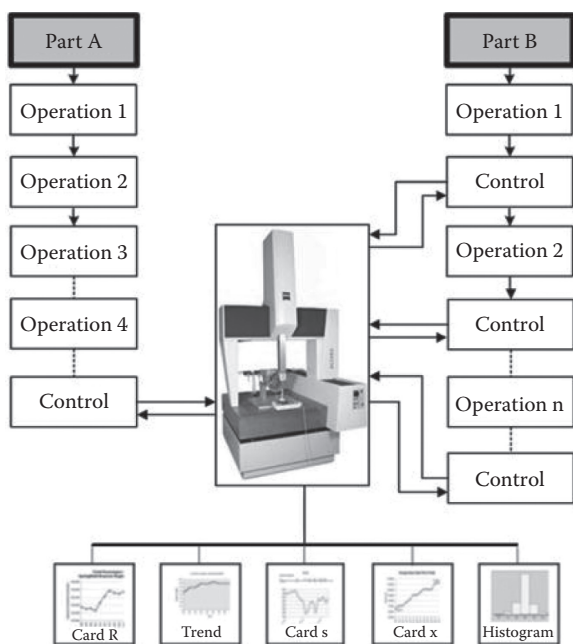 Part A
Operation 1
Operation 2
Operation 3
Operation 4
Control
Part B
Operation 1
Control
Operation 2
Control
Operation n
Control
Card R
Trend
Card s
Card x
Histogram